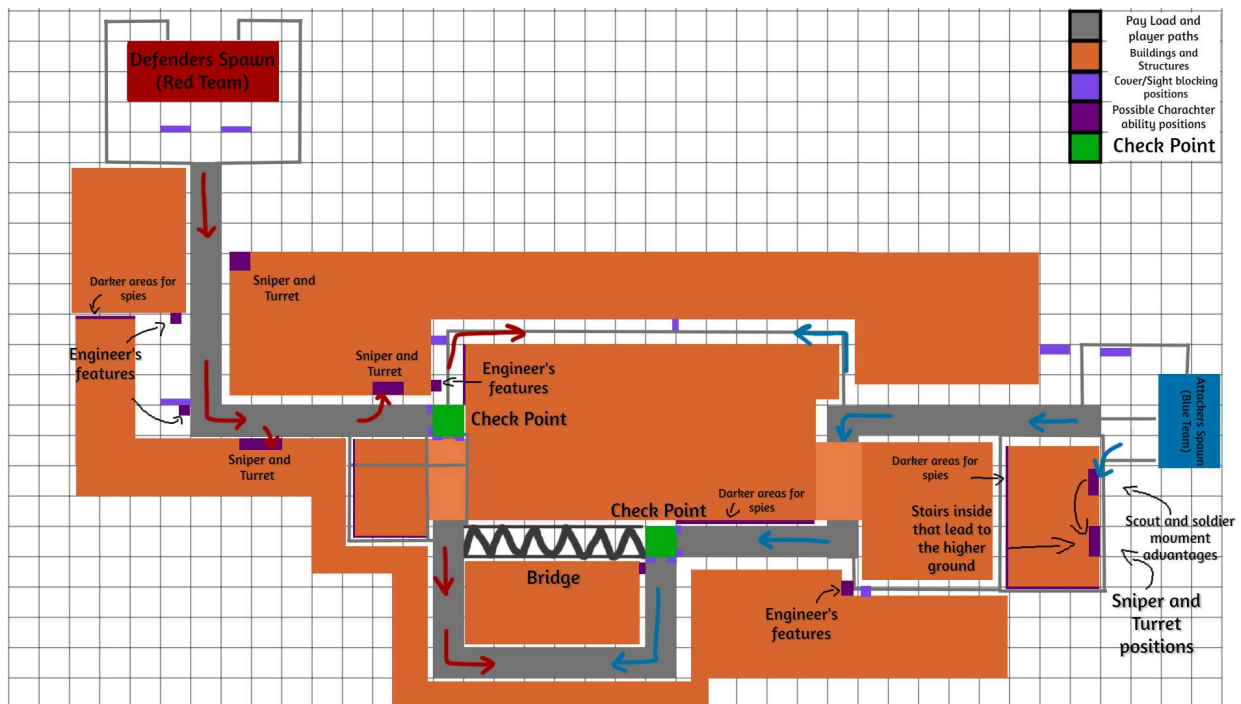 Defenders Spawn
(Red Team)
Pay Load and
player paths
Buildings and
Structures
Cover/Sight blocking
positions
Possible Charachter
ability positions
Check Point
Darker areas for
spies
Sniper and
Turret
Engineer's
features
Sniper and
Turret
Engineer's
features
Check Point
Sniper and
Turret
Attackers Spawn
(Blue Team)
Darker areas for
spies
Darker areas for
spies
Check Point
Stairs inside
that lead to
the higher
ground
Scout and soldier
movment
advantages
Bridge
Engineer's
features
Sniper and
Turret
positions